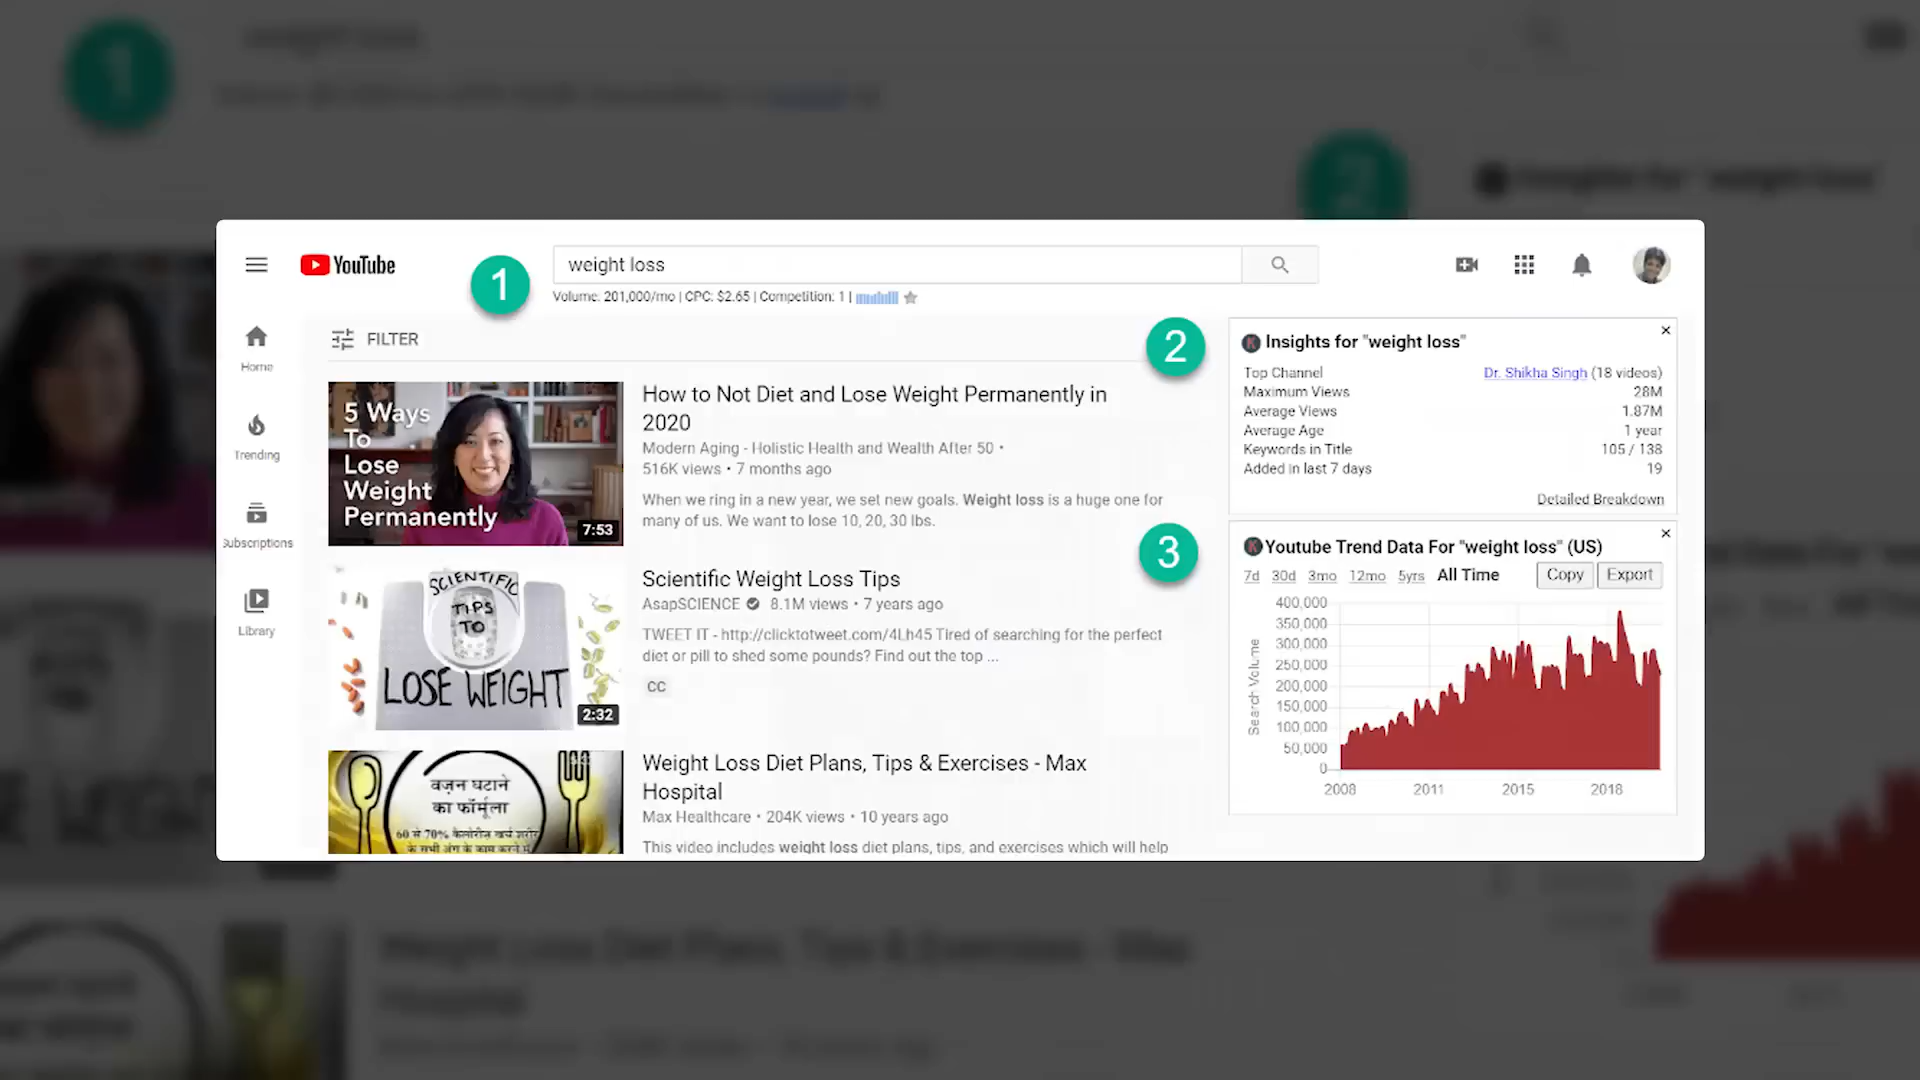 YouTube
1
weight loss
Volume: 201,000/mo | CPC: $2.65 | Competition: 1 |
Home
Trending
Subscriptions
Library
FILTER
5 Ways
To
Lose
Weight
Permanently
7:53
How to Not Diet and Lose Weight Permanently in
2020
Modern Aging - Holistic Health and Wealth After 50 •
516K views • 7 months ago
When we ring in a new year, we set new goals. Weight loss is a huge one for
many of us. We want to lose 10, 20, 30 lbs.
SCIENTIFIC
TIPS
TO
LOSE WEIGHT
2:32
Scientific Weight Loss Tips
AsapSCIENCE 8.1M views • 7 years ago
TWEET IT - http://clicktotweet.com/4Lh45 Tired of searching for the perfect
diet or pill to shed some pounds? Find out the top ...
CC
वज़न घटाने
का फॉर्मूला
60 से 70% कैलोरीज़ खर्च शरीर
के सभी अंग के काम करने में
Weight Loss Diet Plans, Tips & Exercises - Max
Hospital
Max Healthcare • 204K views • 10 years ago
This video includes weight loss diet plans, tips, and exercises which will help
2
K Insights for "weight loss"
Top Channel Dr. Shikha Singh (18 videos)
Maximum Views 28M
Average Views 1.87M
Average Age 1 year
Keywords in Title 105 / 138
Added in last 7 days 19
Detailed Breakdown
3
K Youtube Trend Data For "weight loss" (US)
7d 30d 3mo 12mo 5yrs All Time Copy Export
Search Volume
400,000
350,000
300,000
250,000
200,000
150,000
100,000
50,000
0
2008 2011 2015 2018